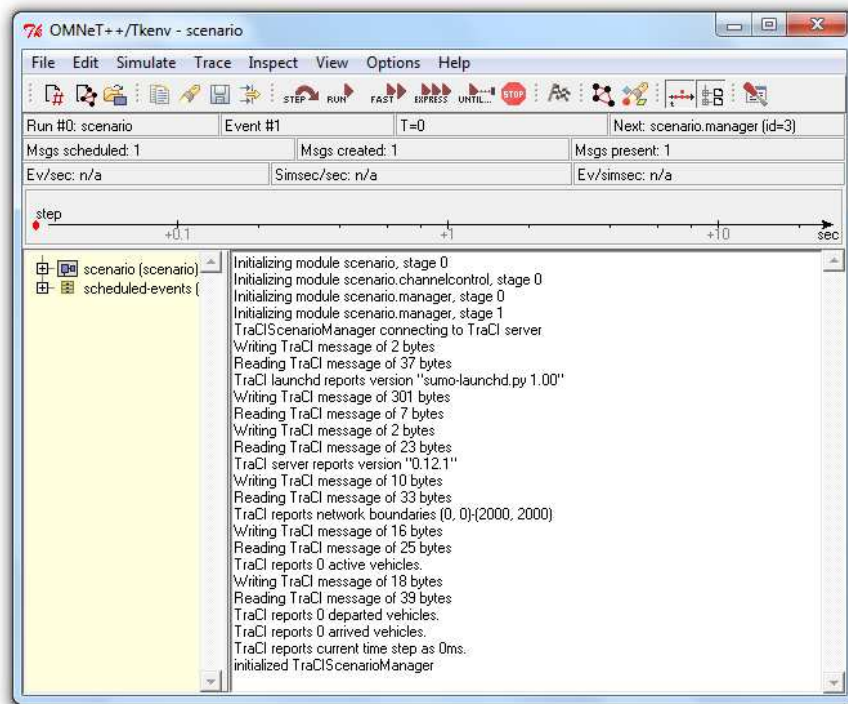 OMNeT++/Tkenv - scenario
File Edit Simulate Trace Inspect View Options Help
STEP RUN FAST EXPRESS UNTIL... STOP
Run #0: scenario Event #1 T=0 Next: scenario.manager (id=3)
Msgs scheduled: 1 Msgs created: 1 Msgs present: 1
Ev/sec: n/a Simsec/sec: n/a Ev/simsec: n/a
step
+0.1 +1 +10 sec
scenario (scenario)
scheduled-events (
Initializing module scenario, stage 0
Initializing module scenario.channelcontrol, stage 0
Initializing module scenario.manager, stage 0
Initializing module scenario.manager, stage 1
TraCIScenarioManager connecting to TraCI server
Writing TraCI message of 2 bytes
Reading TraCI message of 37 bytes
TraCI launchd reports version "sumo-launchd.py 1.00"
Writing TraCI message of 301 bytes
Reading TraCI message of 7 bytes
Writing TraCI message of 2 bytes
Reading TraCI message of 23 bytes
TraCI server reports version "0.12.1"
Writing TraCI message of 10 bytes
Reading TraCI message of 33 bytes
TraCI reports network boundaries (0, 0)-(2000, 2000)
Writing TraCI message of 16 bytes
Reading TraCI message of 25 bytes
TraCI reports 0 active vehicles.
Writing TraCI message of 18 bytes
Reading TraCI message of 39 bytes
TraCI reports 0 departed vehicles.
TraCI reports 0 arrived vehicles.
TraCI reports current time step as 0ms.
initialized TraCIScenarioManager